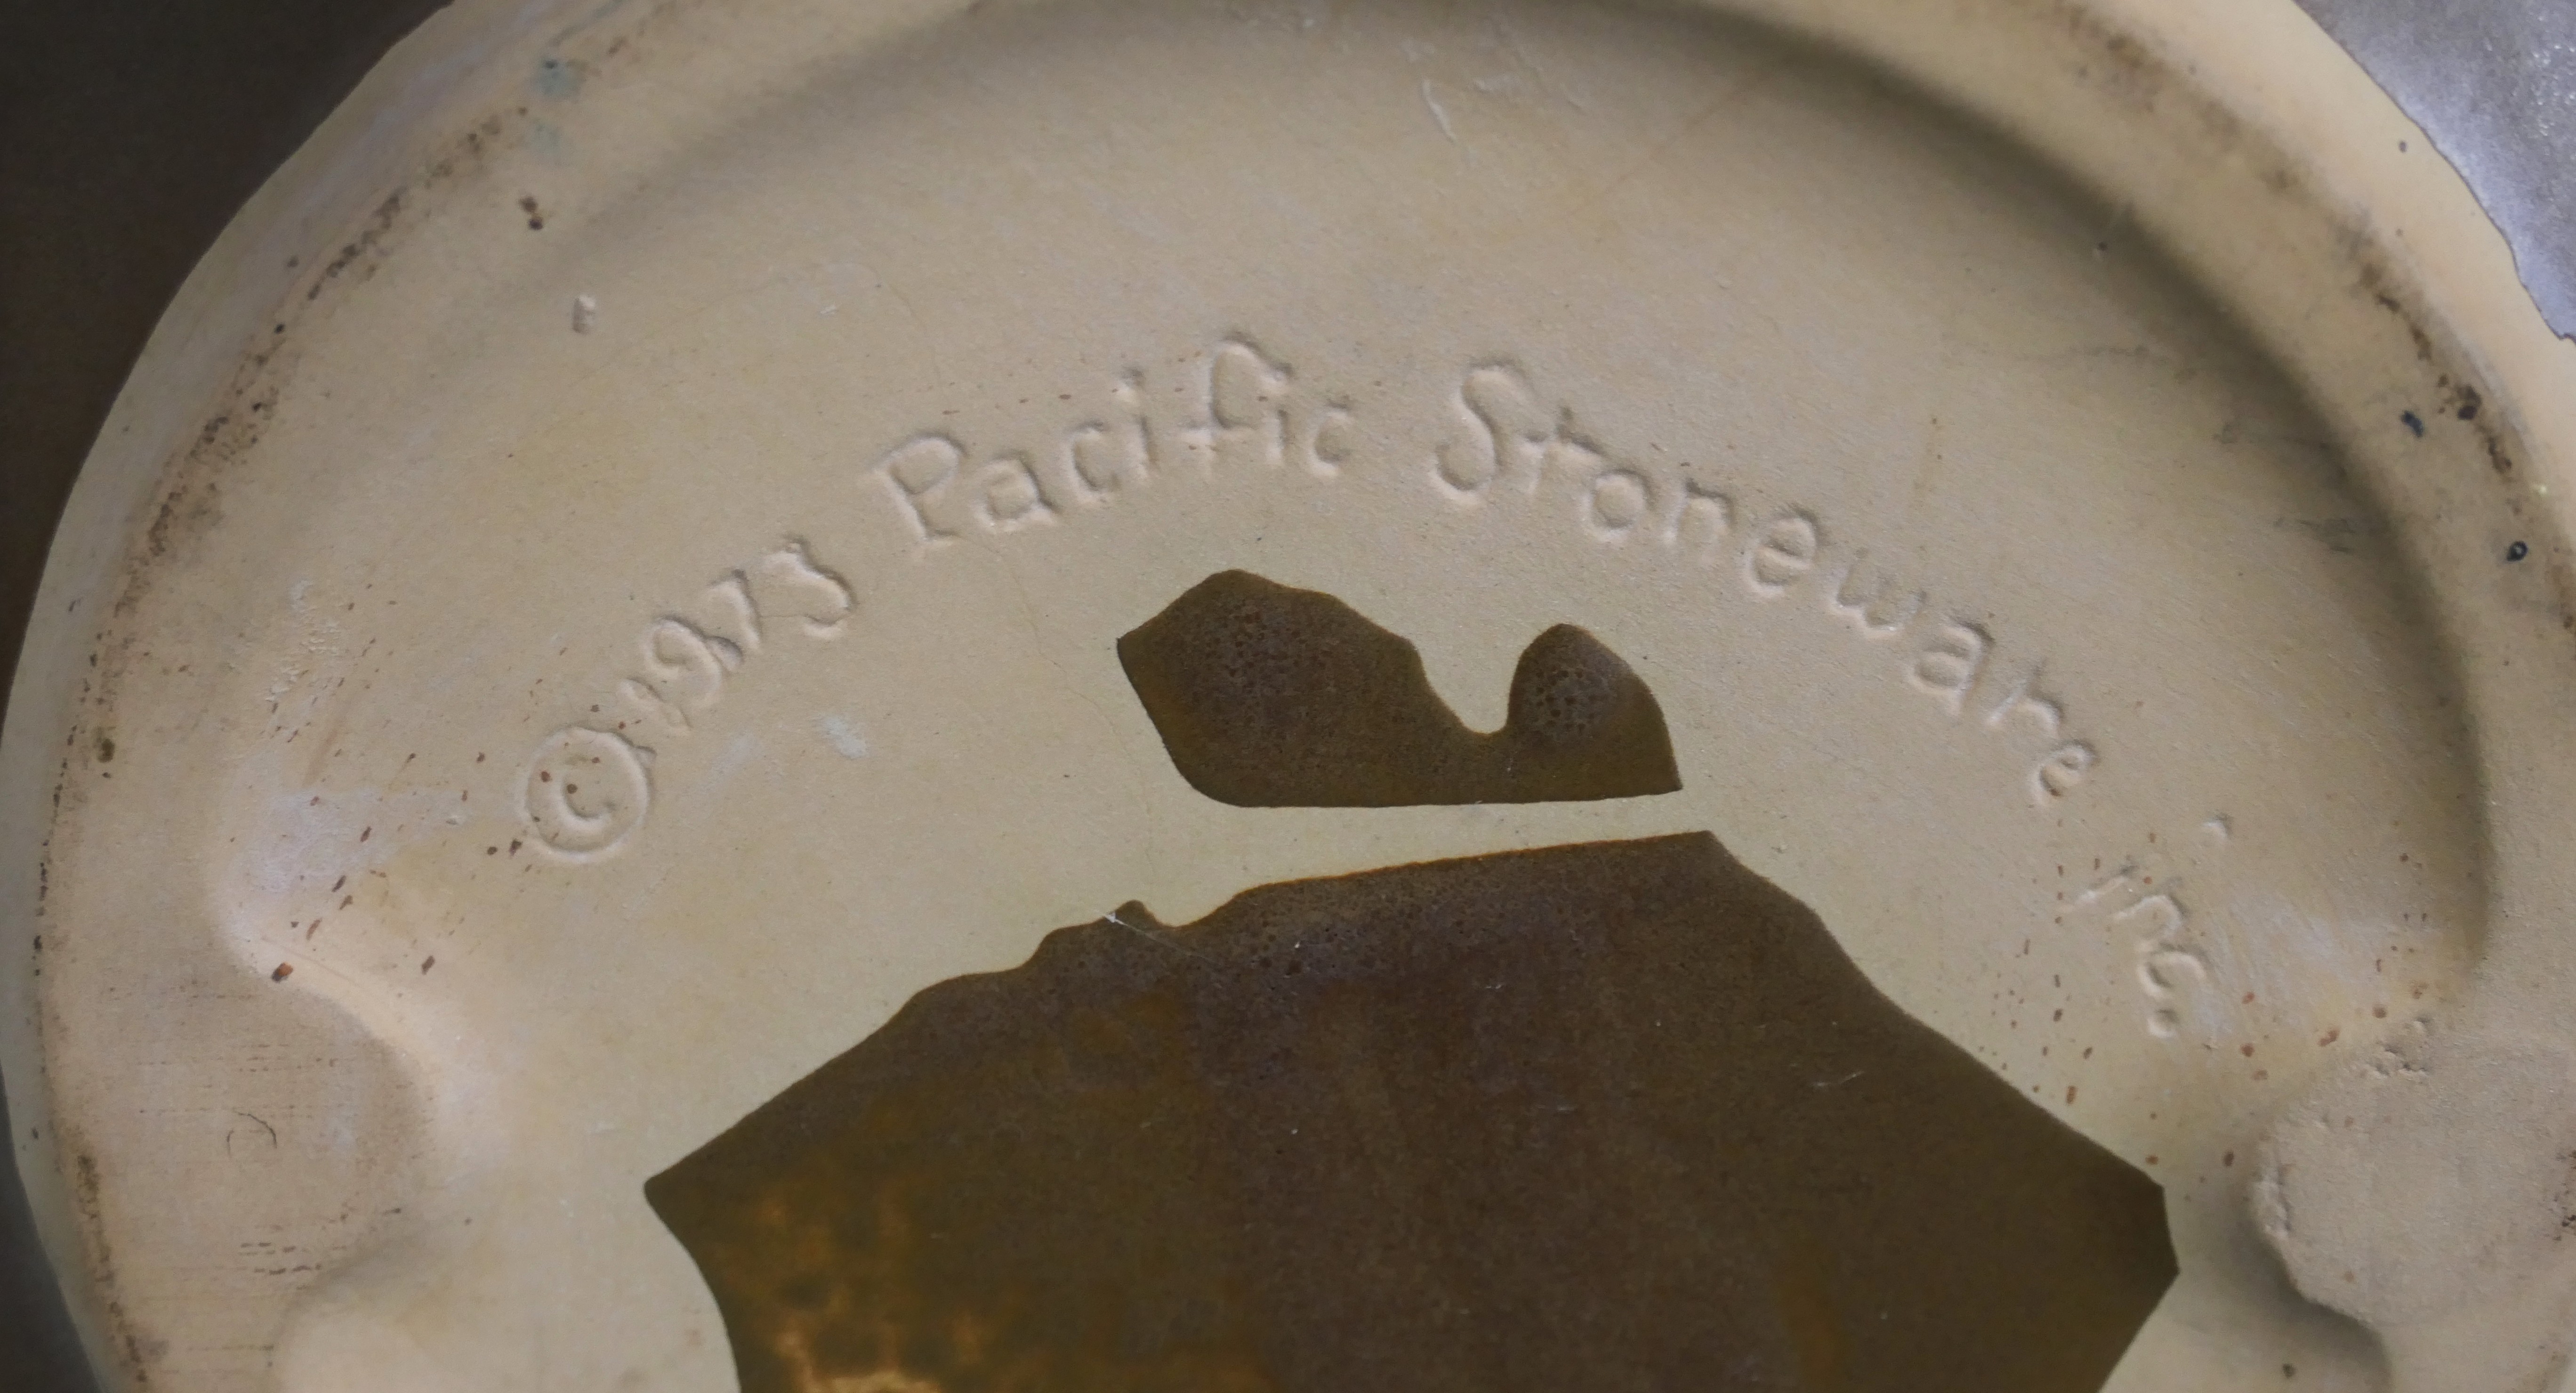 © 1973 Pacific Stoneware inc.